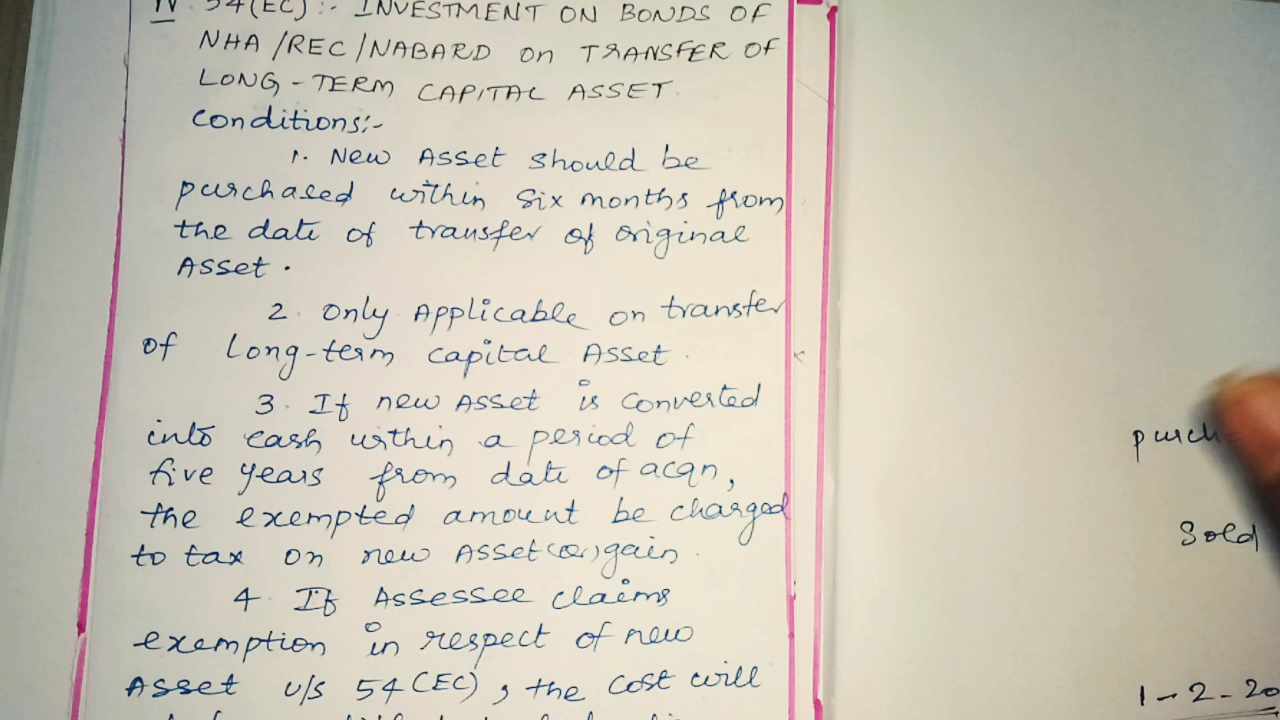 IV 54(EC):- INVESTMENT ON BONDS OF
NHA/REC/NABARD on TRANSFER OF
LONG-TERM CAPITAL ASSET.
Conditions:-
1. New Asset should be
purchased within six months from
the date of transfer of original
Asset.
2. Only Applicable on transfer
of Long-term capital Asset.
3. If new Asset is converted
into cash within a period of
five years from date of acqn,
the exempted amount be charged
to tax on new Asset(or)gain.
4. If Assessee claims
exemption in respect of new
Asset u/s 54(EC), the cost will
purch
Sold
1-2-20